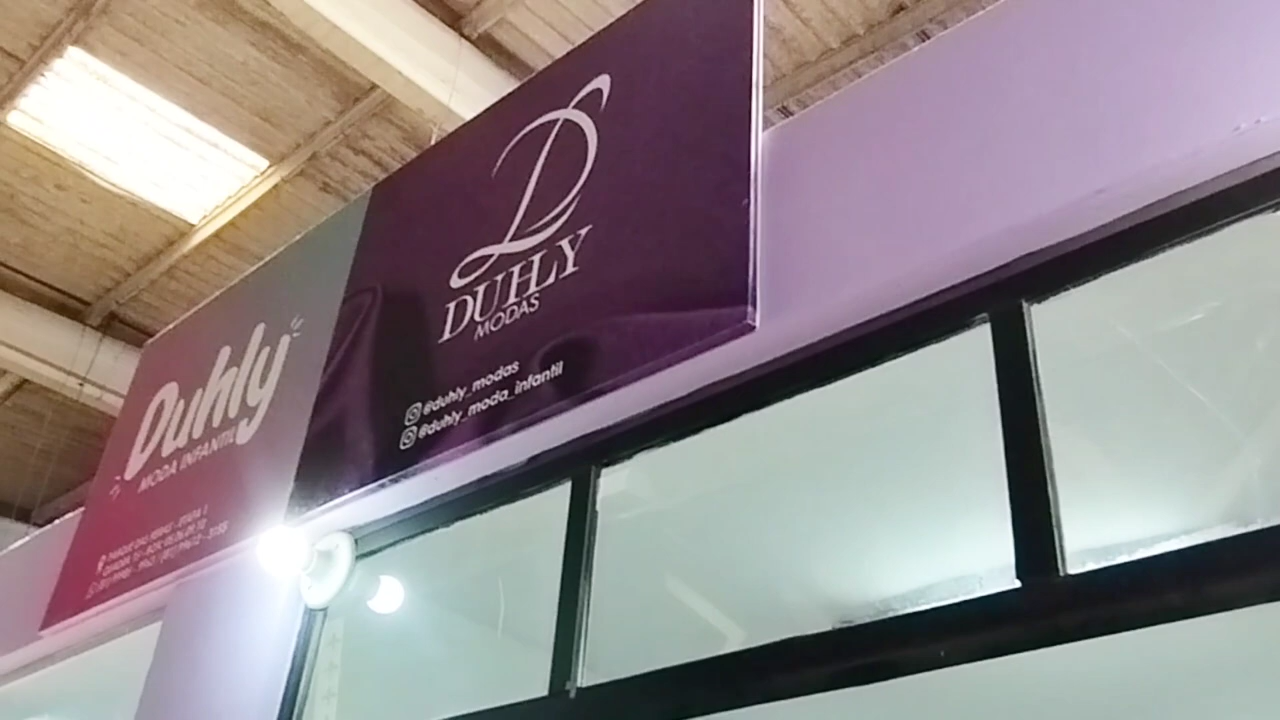 Duhly
MODA INFANTIL
D
DUHLY
MODAS
@duhly_modas
@duhly_moda_infantil